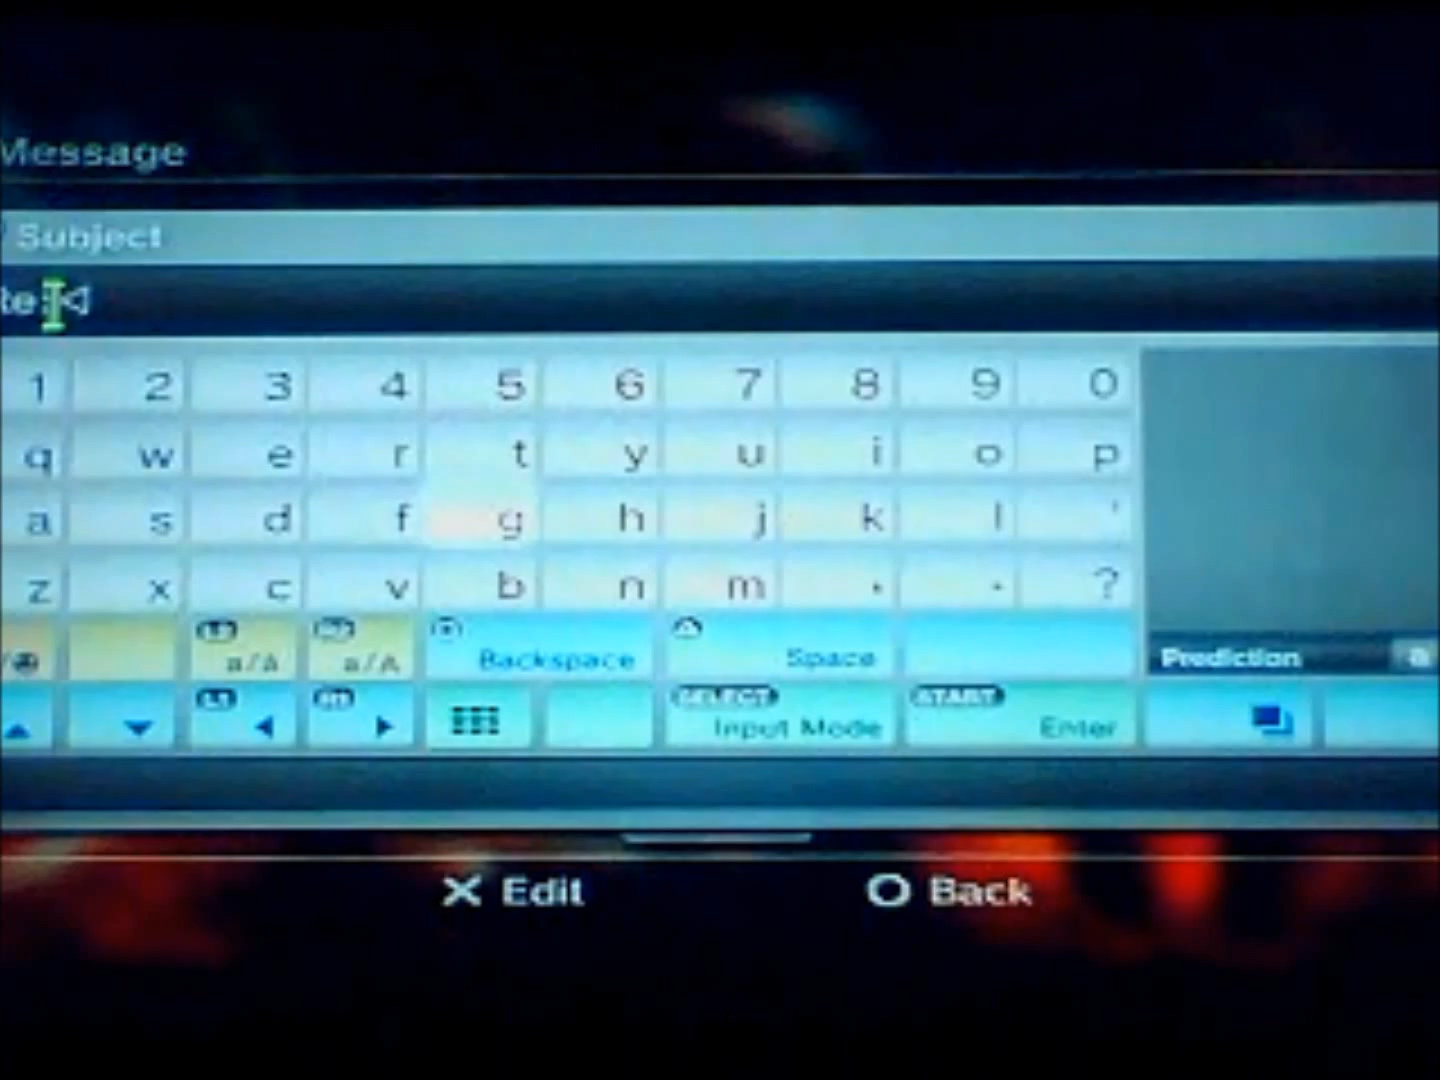 Message
Subject
Re:
1 2 3 4 5 6 7 8 9 0
q w e r t y u i o p
a s d f g h j k l '
z x c v b n m , . ?
a/A a/A Backspace Space Prediction
SELECT Input Mode START Enter
X Edit O Back